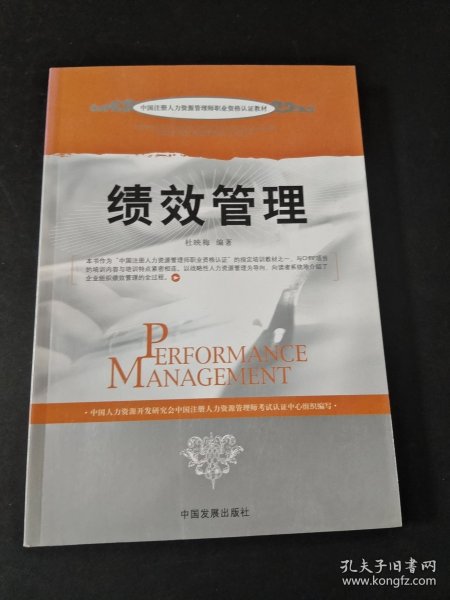 中国注册人力资源管理师职业资格认证教材
绩效管理
杜映梅 编著
本书作为“中国注册人力资源管理师职业资格认证”的指定培训教材之一，与CHRP项目
的培训内容与培训特点紧密相连。以战略性人力资源管理为导向，向读者系统地介绍了
企业组织绩效管理的全过程。
PERFORMANCE
MANAGEMENT
·中国人力资源开发研究会中国注册人力资源管理师考试认证中心组织编写·
中国发展出版社
孔夫子旧书网
www.kongfz.com